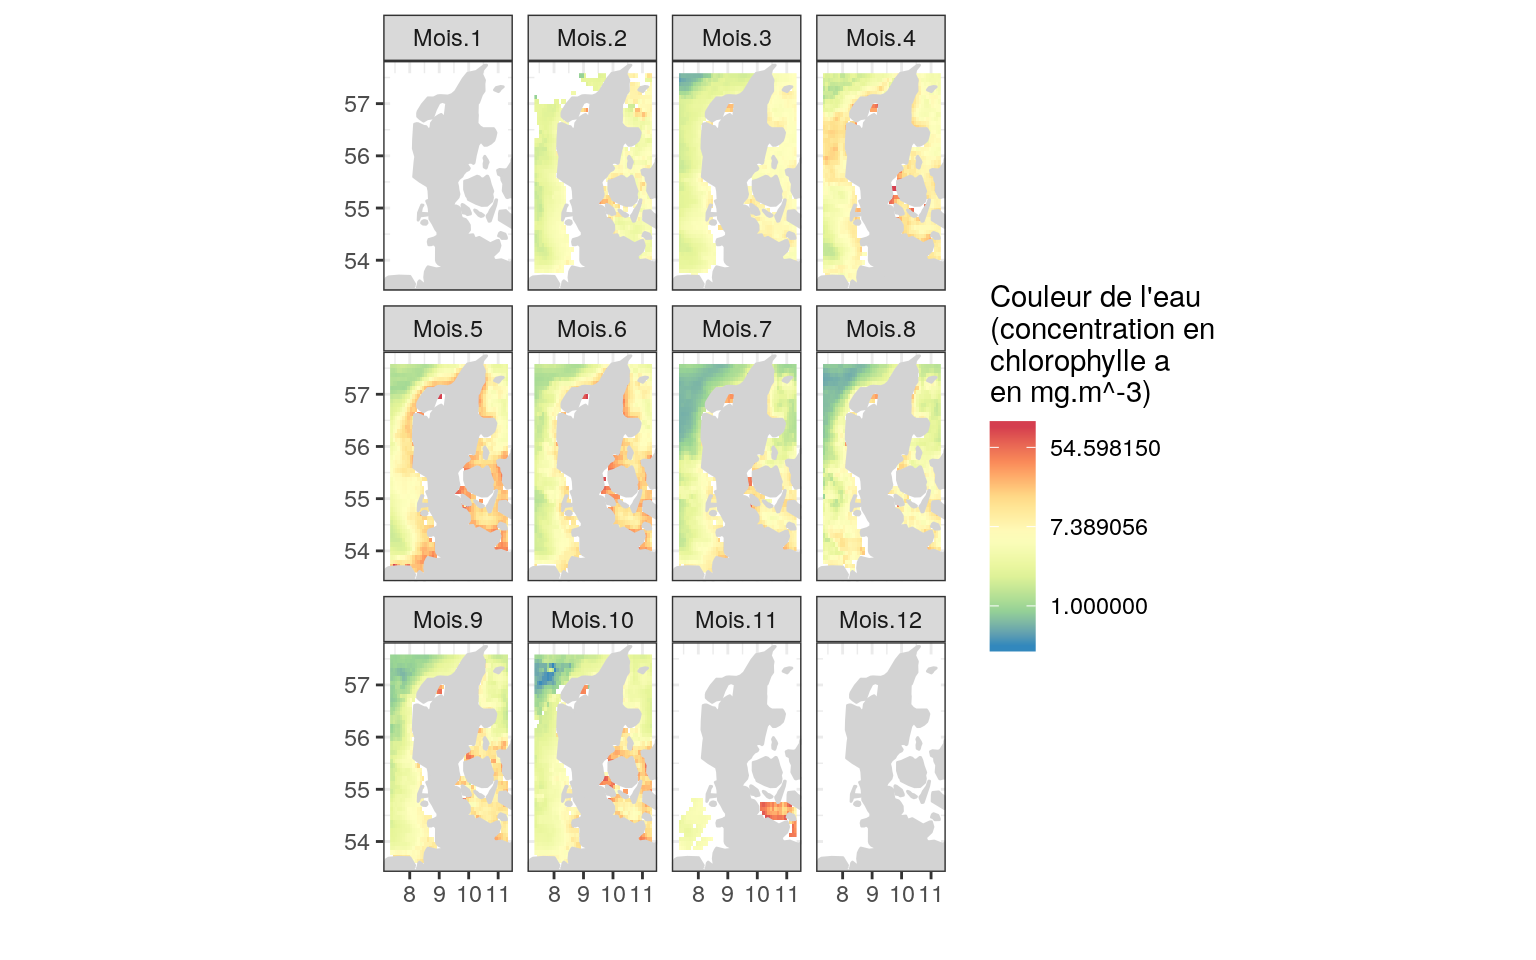 Mois.1 Mois.2 Mois.3 Mois.4
57
56
55
54
Mois.5 Mois.6 Mois.7 Mois.8
57
56
55
54
Mois.9 Mois.10 Mois.11 Mois.12
57
56
55
54
8 9 10 11 8 9 10 11 8 9 10 11 8 9 10 11
Couleur de l'eau
(concentration en
chlorophylle a
en mg.m^-3)
54.598150
7.389056
1.000000